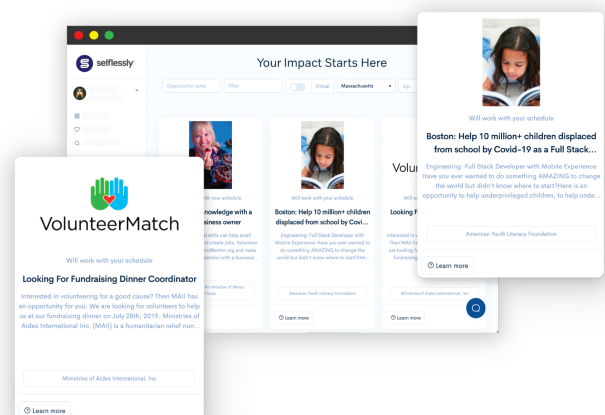 selflessly
Your Impact Starts Here
Opportunity name
Filter
Virtual
Massachusetts
Zip
Will work with your schedule
Boston: Help 10 million+ children displaced
from school by Covid-19 as a Full Stack...
Engineering: Full Stack Developer with Mobile Experience
Have you ever wanted to do something AMAZING to change
the world but didn't know where to start?Here is an
opportunity to help underprivileged children, to help unde...
American Youth Literacy Foundation
Learn more
VolunteerMatch
Will work with your schedule
Looking For Fundraising Dinner Coordinator
Interested in volunteering for a good cause? Then MAII has
an opportunity for you. We are looking for volunteers to help
us at our fundraising dinner on July 28th, 2019. Ministries of
Aides International Inc. (MAII) is a humanitarian relief non...
Ministries of Aides International, Inc
Learn more
with your schedule
knowledge with a
siness owner
Will work with your schedule
Boston: Help 10 million+ children
displaced from school by Covi...
Engineering: Full Stack Developer with
Mobile Experience Have you ever wanted to
do something AMAZING to change the
world but didn't know where to start?Her...
American Youth Literacy Foundation
Learn more
Volu
Will w
Looking F
Ministries of Aides International, Inc
Learn more